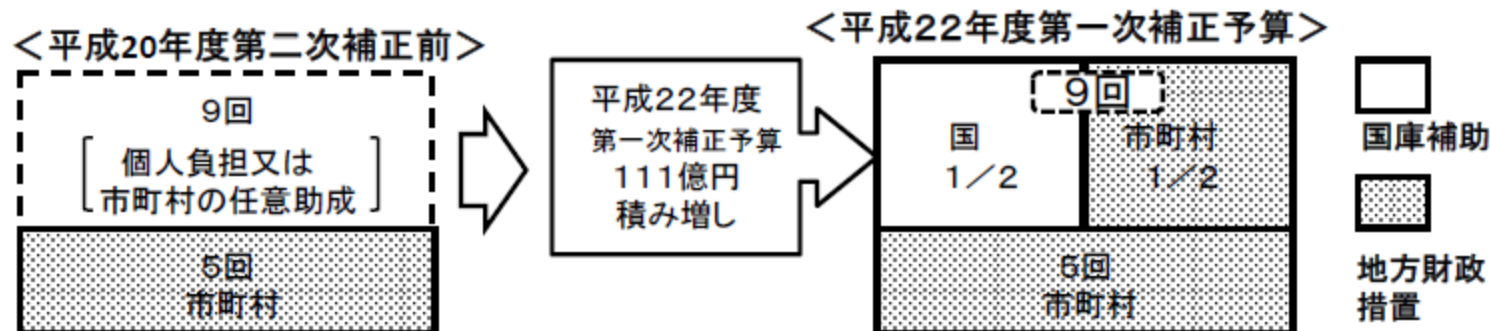 ＜平成20年度第二次補正前＞
9回
個人負担又は
市町村の任意助成
5回
市町村
平成22年度
第一次補正予算
111億円
積み増し
＜平成22年度第一次補正予算＞
9回
国
1／2
市町村
1／2
5回
市町村
国庫補助
地方財政
措置